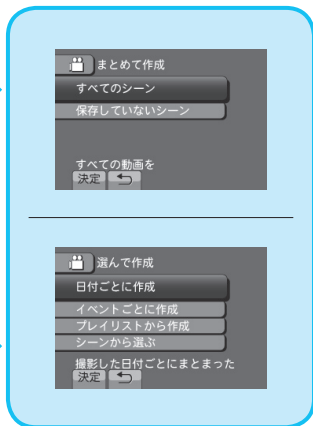 まとめて作成
すべてのシーン
保存していないシーン
すべての動画を
決定
選んで作成
日付ごとに作成
イベントごとに作成
プレイリストから作成
シーンから選ぶ
撮影した日付ごとにまとまった
決定